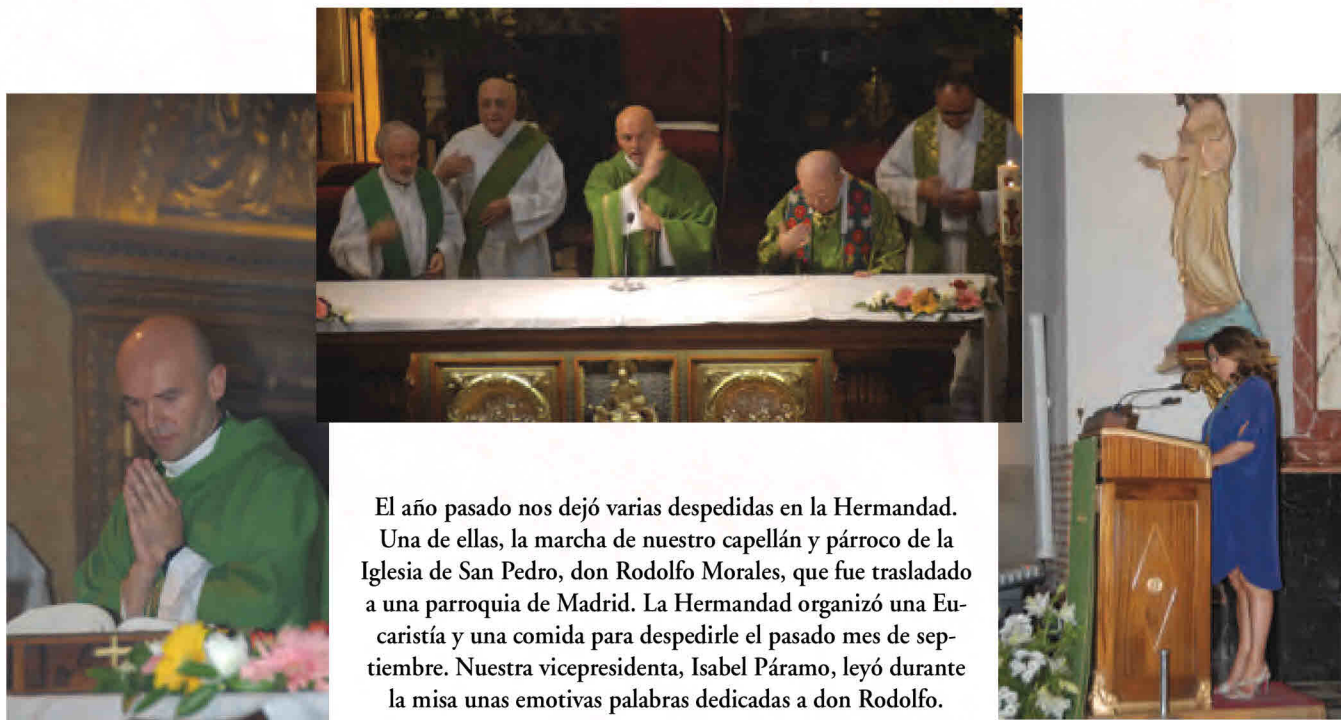 El año pasado nos dejó varias despedidas en la Hermandad.
Una de ellas, la marcha de nuestro capellán y párroco de la
Iglesia de San Pedro, don Rodolfo Morales, que fue trasladado
a una parroquia de Madrid. La Hermandad organizó una Eu-
caristía y una comida para despedirle el pasado mes de sep-
tiembre. Nuestra vicepresidenta, Isabel Páramo, leyó durante
la misa unas emotivas palabras dedicadas a don Rodolfo.